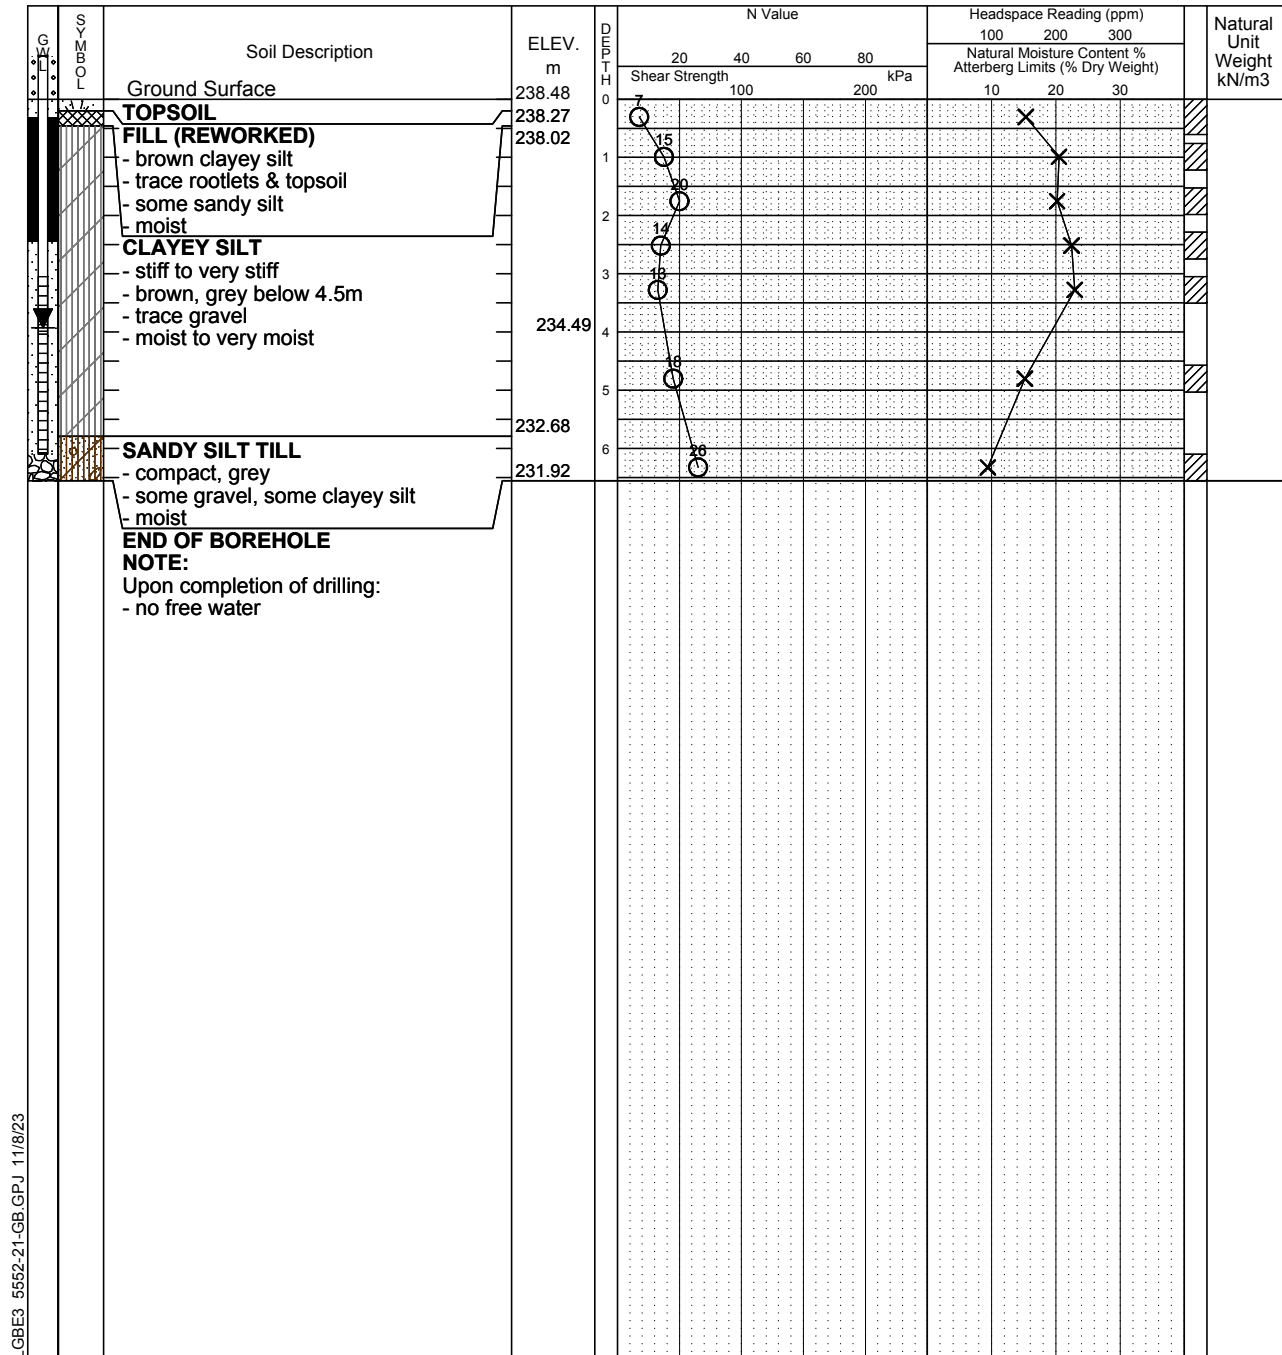 GWL
SYMBOL
Soil Description
ELEV.
m
DEPTH
N Value
20 40 60 80
Shear Strength kPa
100 200
Headspace Reading (ppm)
100 200 300
Natural Moisture Content %
Atterberg Limits (% Dry Weight)
10 20 30
Natural
Unit
Weight
kN/m3
Ground Surface 238.48 0
TOPSOIL 238.27 7
FILL (REWORKED) 238.02
- brown clayey silt 15 1
- trace rootlets & topsoil 20
- some sandy silt 2
- moist 14
CLAYEY SILT
- stiff to very stiff 13 3
- brown, grey below 4.5m
- trace gravel 234.49 4
- moist to very moist
18
5
232.68
SANDY SILT TILL 26 6
- compact, grey 231.92
- some gravel, some clayey silt
- moist
END OF BOREHOLE
NOTE:
Upon completion of drilling:
- no free water
LGBE3 5552-21-GB.GPJ 11/8/23